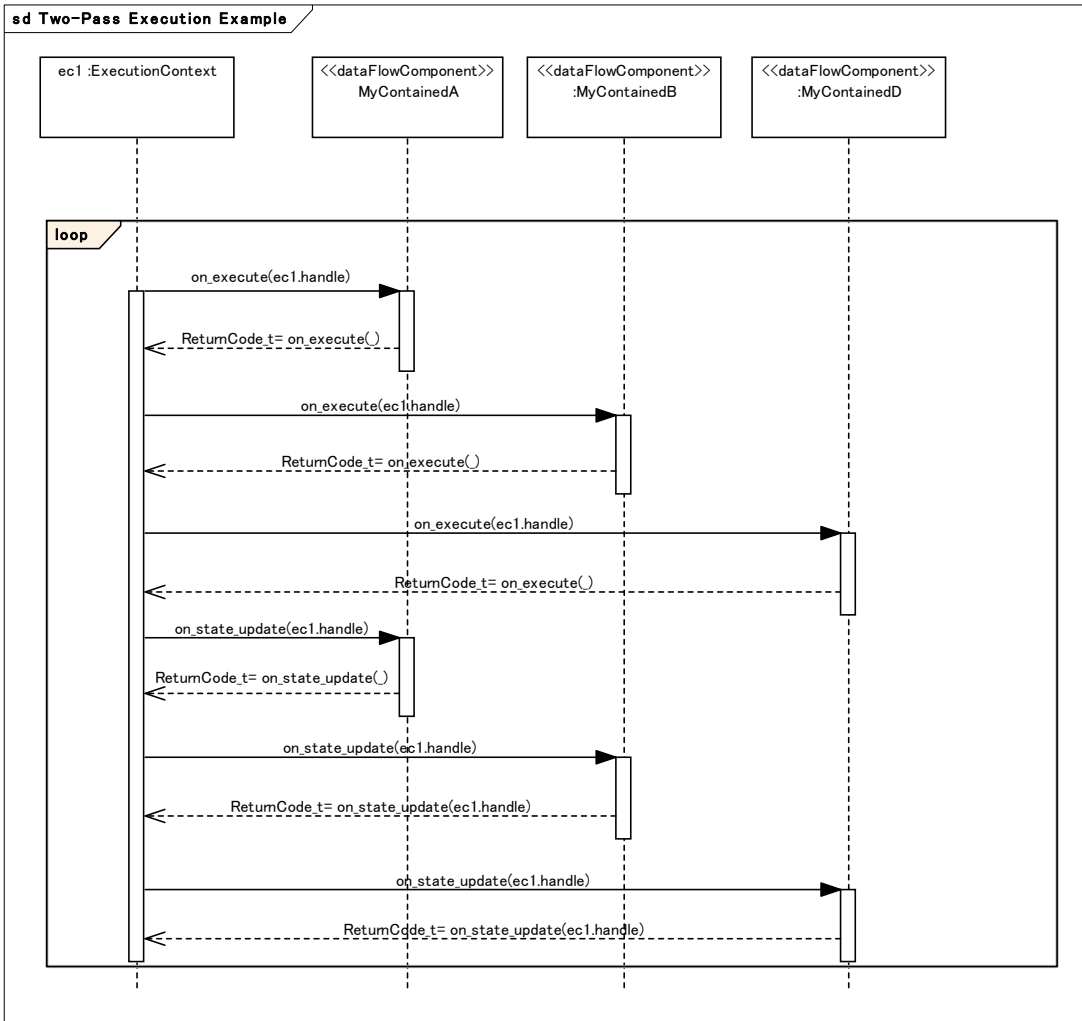 sd Two-Pass Execution Example
ec1 :ExecutionContext
<<dataFlowComponent>>
MyContainedA
<<dataFlowComponent>>
:MyContainedB
<<dataFlowComponent>>
:MyContainedD
loop
on_execute(ec1.handle)
ReturnCode_t= on_execute(_)
on_execute(ec1.handle)
ReturnCode_t= on_execute(_)
on_execute(ec1.handle)
ReturnCode_t= on_execute(_)
on_state_update(ec1.handle)
ReturnCode_t= on_state_update(_)
on_state_update(ec1.handle)
ReturnCode_t= on_state_update(ec1.handle)
on_state_update(ec1.handle)
ReturnCode_t= on_state_update(ec1.handle)